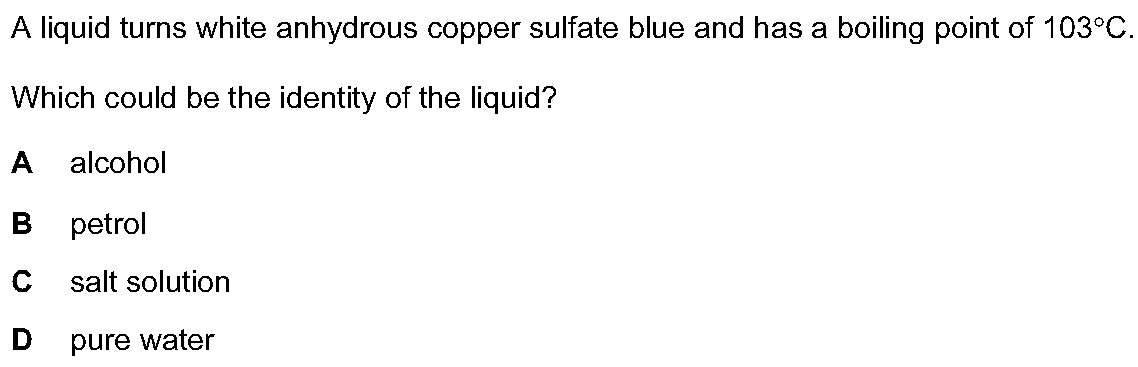 A liquid turns white anhydrous copper sulfate blue and has a boiling point of 103°C.
Which could be the identity of the liquid?
A alcohol
B petrol
C salt solution
D pure water